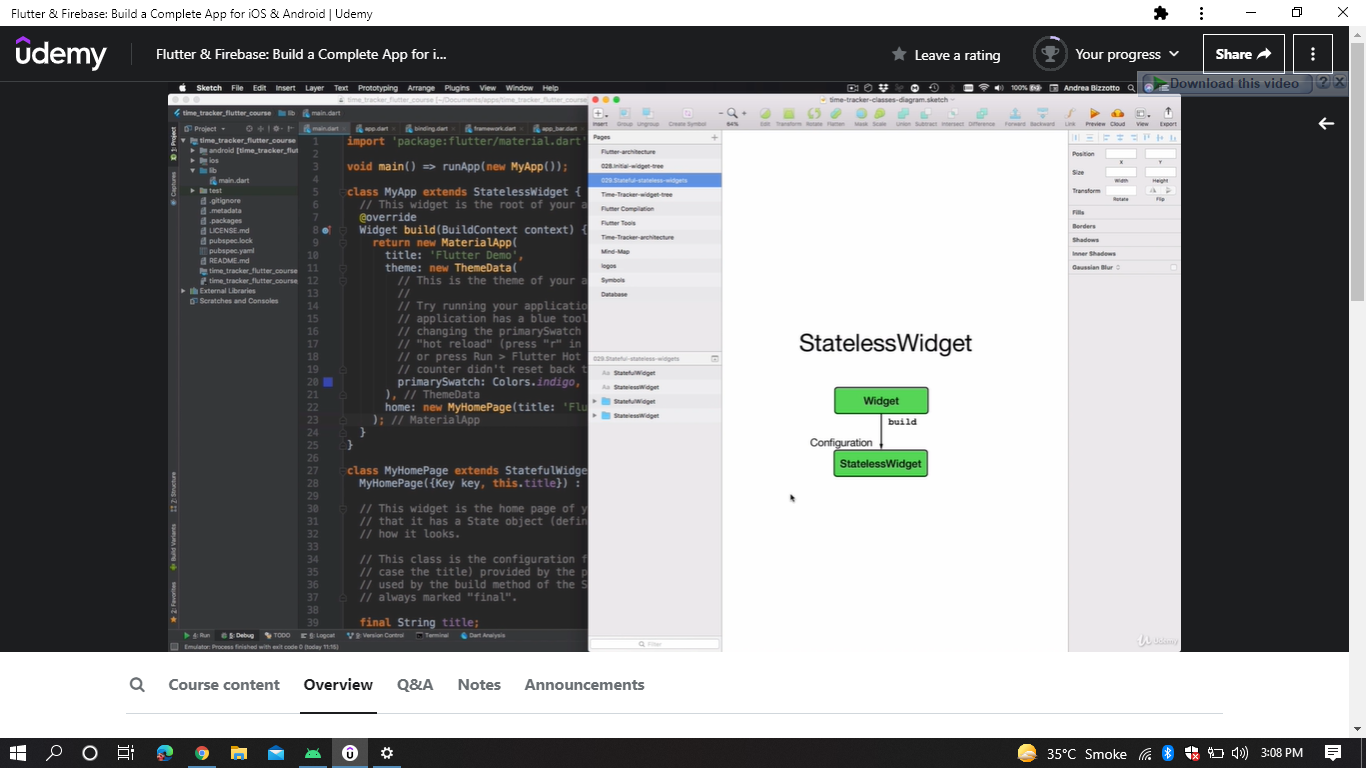 Flutter & Firebase: Build a Complete App for iOS & Android | Udemy
udemy
Flutter & Firebase: Build a Complete App for i...
Leave a rating
Your progress
Share
Download this video
Sketch File Edit Insert Layer Text Prototyping Arrange Plugins View Window Help
100% Andrea Bizzotto
time_tracker_flutter_course
time-tracker-classes-diagram.sketch
time_tracker_flutter_course lib main.dart
Project
main.dart app.dart binding.dart framework.dart app_bar.dart
time_tracker_flutter_course
android
ios
lib
main.dart
test
.gitignore
.metadata
.packages
LICENSE.md
pubspec.lock
pubspec.yaml
README.md
time_tracker_flutter_course
time_tracker_flutter_course
External Libraries
Scratches and Consoles
1 import 'package:flutter/material.dart'
2
3 void main() => runApp(new MyApp());
4
5 class MyApp extends StatelessWidget {
6 // This widget is the root of your a
7 @override
8 Widget build(BuildContext context) {
9 return new MaterialApp(
10 title: 'Flutter Demo',
11 theme: new ThemeData(
12 // This is the theme of your a
13 //
14 // Try running your application
15 // application has a blue tool
16 // changing the primarySwatch
17 // "hot reload" (press "r" in
18 // or press Run > Flutter Hot
19 // counter didn't reset back t
20 primarySwatch: Colors.indigo,
21 ), // ThemeData
22 home: new MyHomePage(title: 'Flu
23 ); // MaterialApp
24 }
25 }
26
27 class MyHomePage extends StatefulWidge
28 MyHomePage({Key key, this.title}) :
29
30 // This widget is the home page of y
31 // that it has a State object (defin
32 // how it looks.
33
34 // This class is the configuration f
35 // case the title) provided by the p
36 // used by the build method of the S
37 // always marked "final".
38
39 final String title;
4: Run 5: Debug TODO 6: Logcat 9: Version Control Terminal Dart Analysis
Emulator: Process finished with exit code 0 (today 11:15)
Insert Group Ungroup Create Symbol 84% Edit Transform Rotate Flatten Mask Scale Union Subtract Intersect Difference Forward Backward Link Preview Cloud View Export
Pages
Flutter-architecture
028.initial-widget-tree
029.Stateful-stateless-widgets
Time-Tracker-widget-tree
Flutter Compilation
Flutter Tools
Time-Tracker-architecture
Mind-Map
logos
Symbols
Database
029.Stateful-stateless-widgets
Aa StatefulWidget
Aa StatelessWidget
StatefulWidget
StatelessWidget
Filter
StatelessWidget
Widget
build
Configuration
StatelessWidget
Position
X Y
Size
Width Height
Transform
Rotate Flip
Fills
Borders
Shadows
Inner Shadows
Gaussian Blur
Udemy
Course content Overview Q&A Notes Announcements
35°C Smoke 3:08 PM